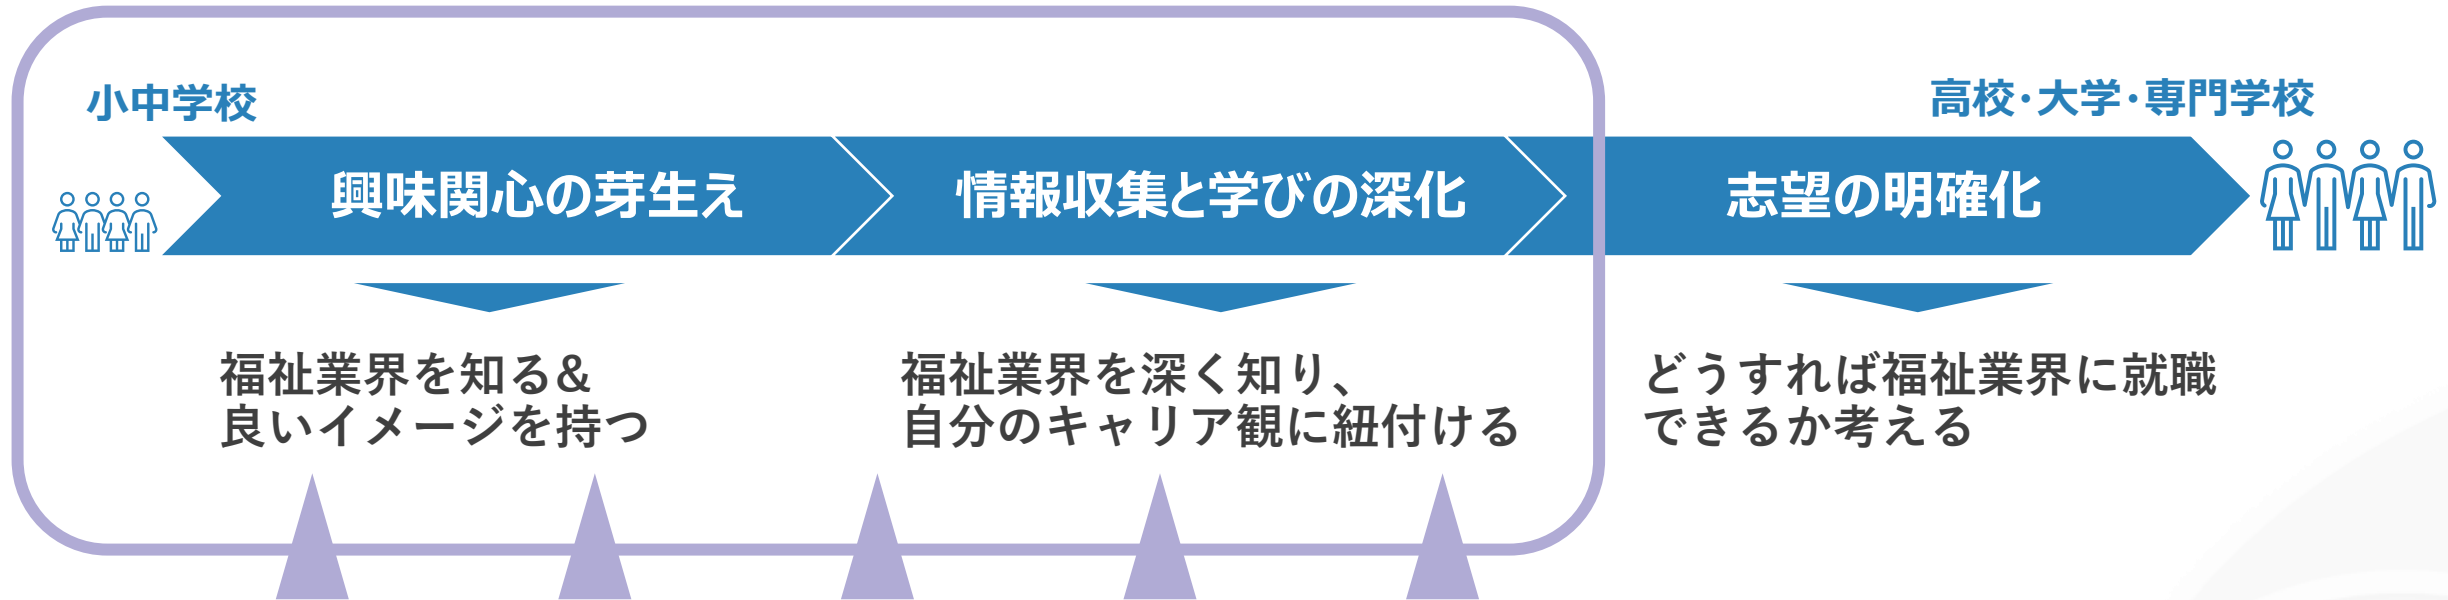 小中学校
高校・大学・専門学校
興味関心の芽生え
情報収集と学びの深化
志望の明確化
福祉業界を知る&
良いイメージを持つ
福祉業界を深く知り、
自分のキャリア観に紐付ける
どうすれば福祉業界に就職
できるか考える